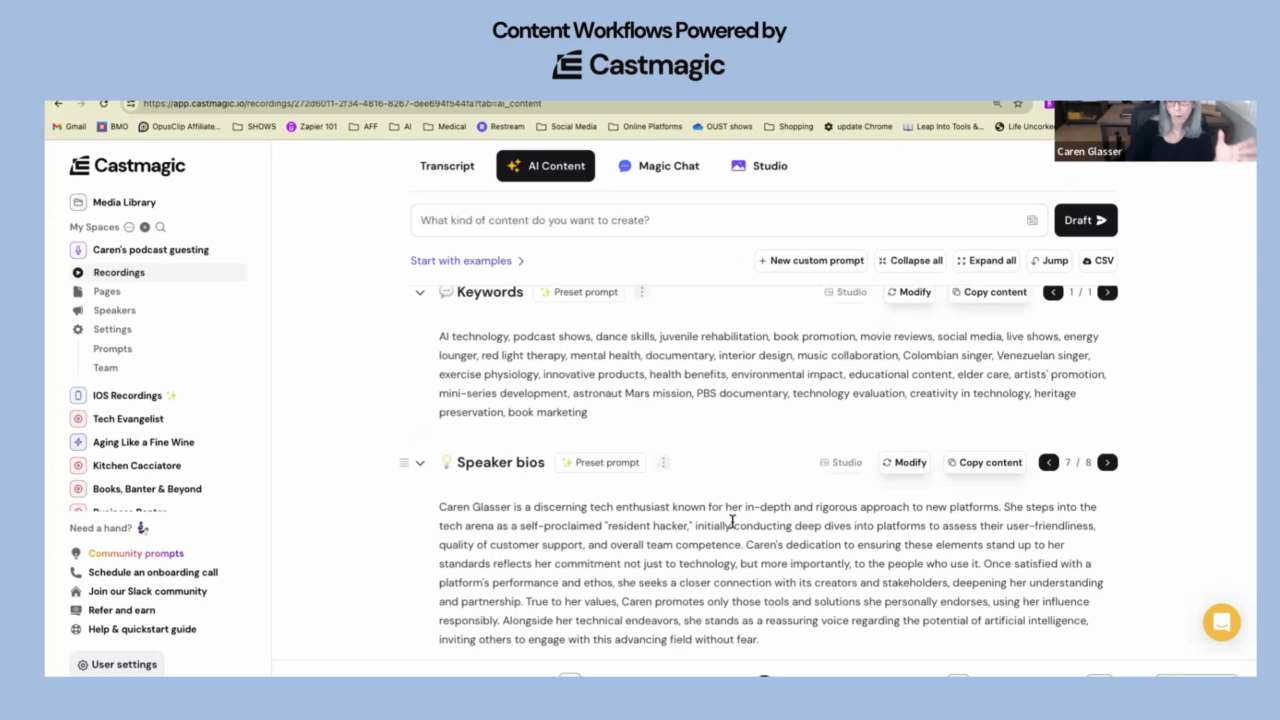 Content Workflows Powered by
Castmagic
https://app.castmagic.io/recordings/272d6011-2f34-4816-8267-dee694f544fa?tab=ai_content
Gmail BMO OpusClip Affiliate... SHOWS Zapier 101 AFF AI Medical Restream Social Media Online Platforms OUST shows Shopping update Chrome Leap Into Tools &... Life Uncorke
Caren Glasser
Castmagic
Transcript AI Content Magic Chat Studio
Media Library
My Spaces
Caren's podcast guesting
Recordings
Pages
Speakers
Settings
Prompts
Team
IOS Recordings
Tech Evangelist
Aging Like a Fine Wine
Kitchen Cacciatore
Books, Banter & Beyond
Need a hand?
Community prompts
Schedule an onboarding call
Join our Slack community
Refer and earn
Help & quickstart guide
User settings
What kind of content do you want to create?
Draft
Start with examples
+ New custom prompt Collapse all Expand all Jump CSV
Keywords Preset prompt Studio Modify Copy content 1 / 1
AI technology, podcast shows, dance skills, juvenile rehabilitation, book promotion, movie reviews, social media, live shows, energy
lounger, red light therapy, mental health, documentary, interior design, music collaboration, Colombian singer, Venezuelan singer,
exercise physiology, innovative products, health benefits, environmental impact, educational content, elder care, artists' promotion,
mini-series development, astronaut Mars mission, PBS documentary, technology evaluation, creativity in technology, heritage
preservation, book marketing
Speaker bios Preset prompt Studio Modify Copy content 7 / 8
Caren Glasser is a discerning tech enthusiast known for her in-depth and rigorous approach to new platforms. She steps into the
tech arena as a self-proclaimed "resident hacker," initially conducting deep dives into platforms to assess their user-friendliness,
quality of customer support, and overall team competence. Caren's dedication to ensuring these elements stand up to her
standards reflects her commitment not just to technology, but more importantly, to the people who use it. Once satisfied with a
platform's performance and ethos, she seeks a closer connection with its creators and stakeholders, deepening her understanding
and partnership. True to her values, Caren promotes only those tools and solutions she personally endorses, using her influence
responsibly. Alongside her technical endeavors, she stands as a reassuring voice regarding the potential of artificial intelligence,
inviting others to engage with this advancing field without fear.